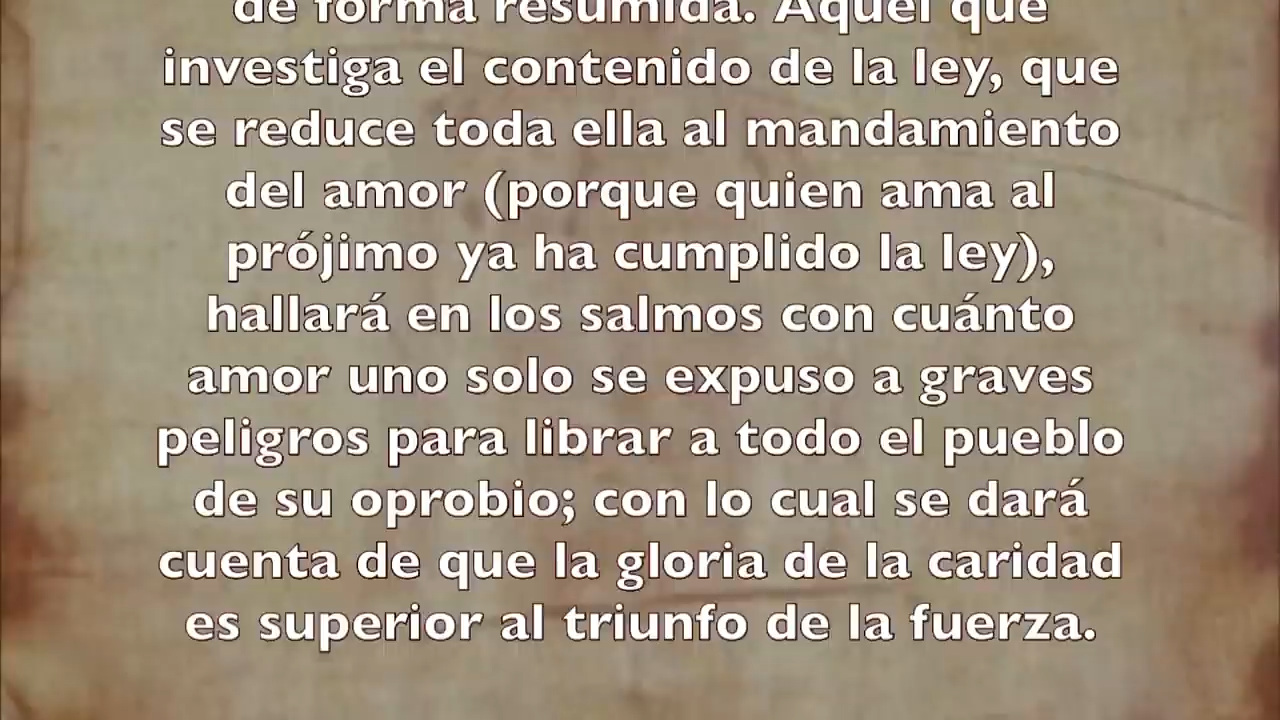 de forma resumida. Aquel que
investiga el contenido de la ley, que
se reduce toda ella al mandamiento
del amor (porque quien ama al
prójimo ya ha cumplido la ley),
hallará en los salmos con cuánto
amor uno solo se expuso a graves
peligros para librar a todo el pueblo
de su oprobio; con lo cual se dará
cuenta de que la gloria de la caridad
es superior al triunfo de la fuerza.